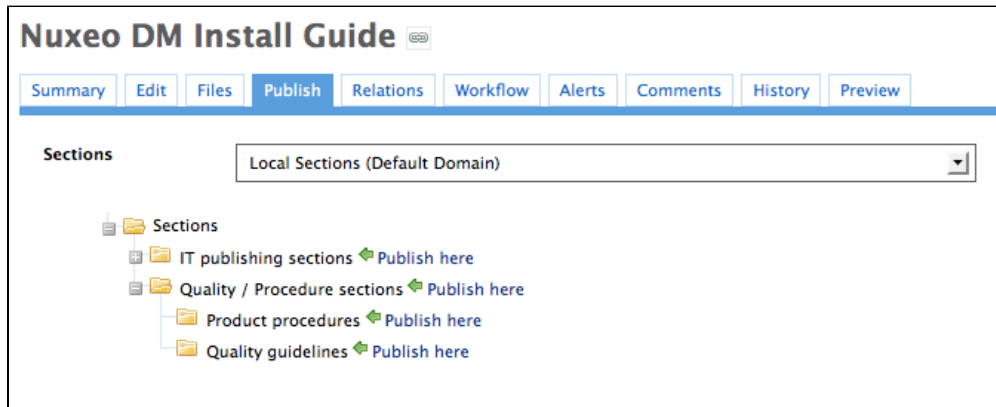 Nuxeo DM Install Guide
Summary Edit Files Publish Relations Workflow Alerts Comments History Preview
Sections Local Sections (Default Domain)
Sections
IT publishing sections Publish here
Quality / Procedure sections Publish here
Product procedures Publish here
Quality guidelines Publish here